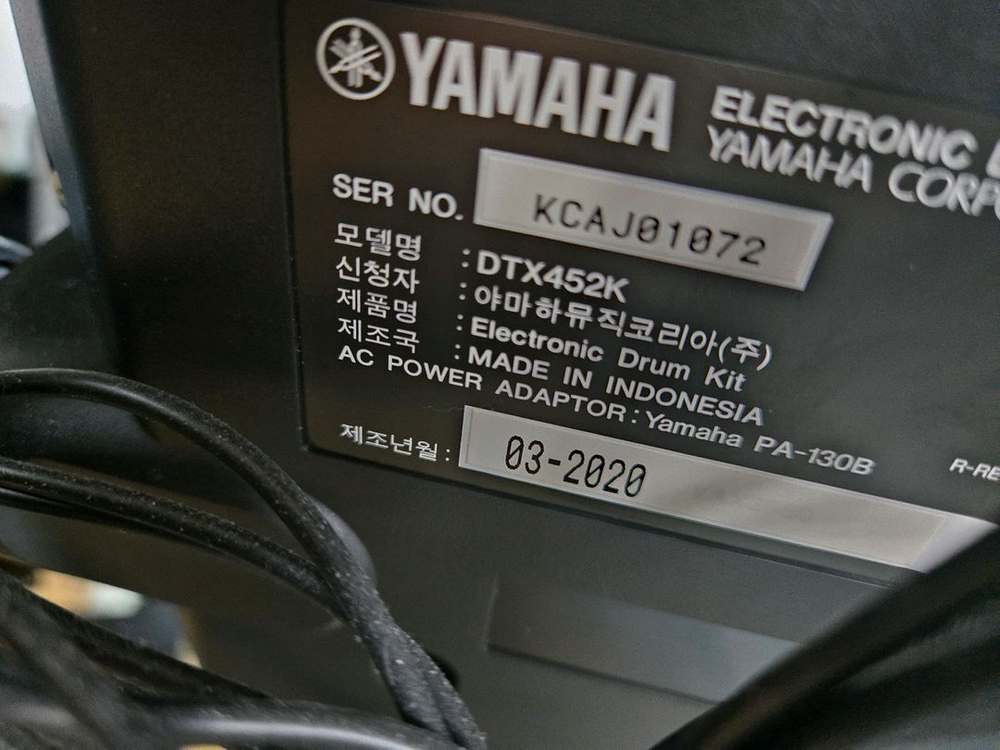 YAMAHA
ELECTRONIC
YAMAHA
SER NO. KCAJ01072
모델명 : DTX452K
신청자 : 야마하뮤직코리아(주)
제품명 : Electronic Drum Kit
제조국 : MADE IN INDONESIA
AC POWER ADAPTOR : Yamaha PA-130B
제조년월 : 03-2020